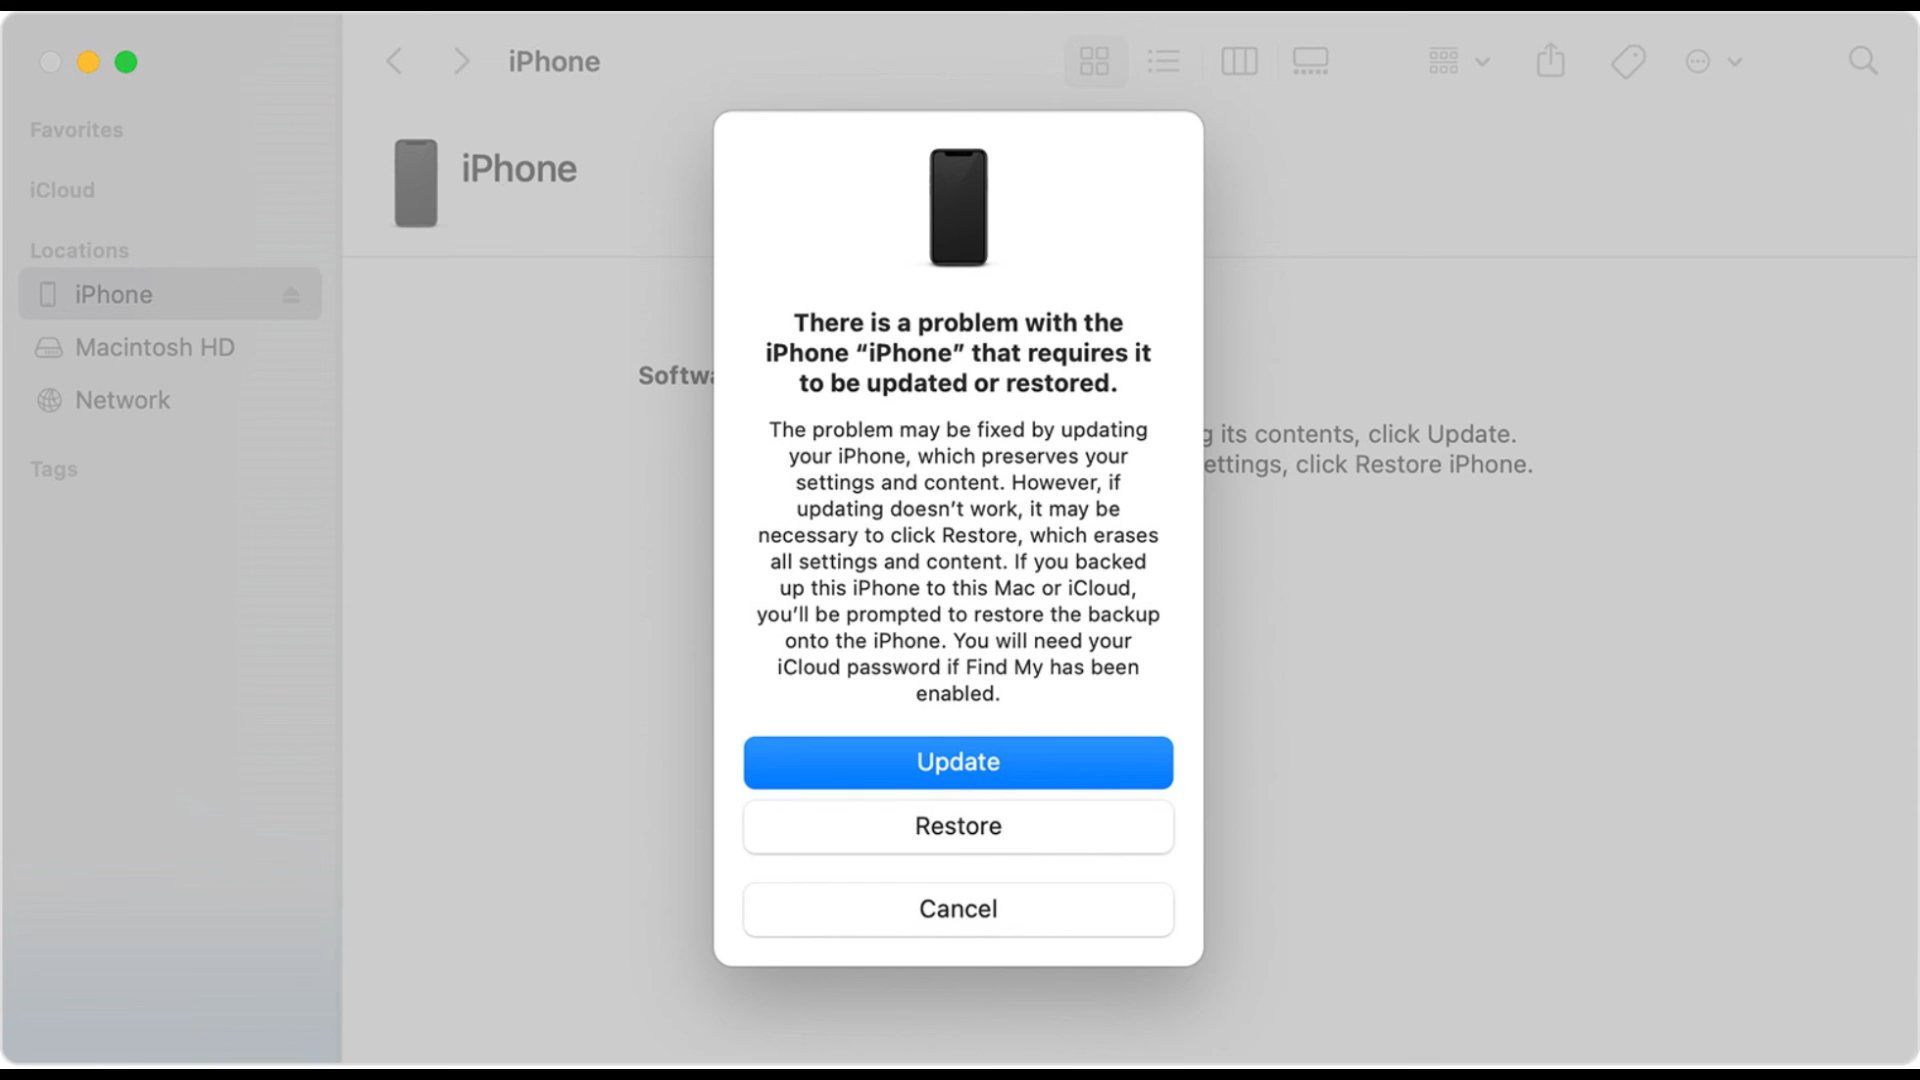 iPhone
Favorites
iCloud
Locations
iPhone
Macintosh HD
Network
Tags
iPhone
its contents, click Update.
click Restore iPhone.
There is a problem with the
iPhone “iPhone” that requires it
to be updated or restored.
The problem may be fixed by updating
your iPhone, which preserves your
settings and content. However, if
updating doesn’t work, it may be
necessary to click Restore, which erases
all settings and content. If you backed
up this iPhone to this Mac or iCloud,
you’ll be prompted to restore the backup
onto the iPhone. You will need your
iCloud password if Find My has been
enabled.
Update
Restore
Cancel